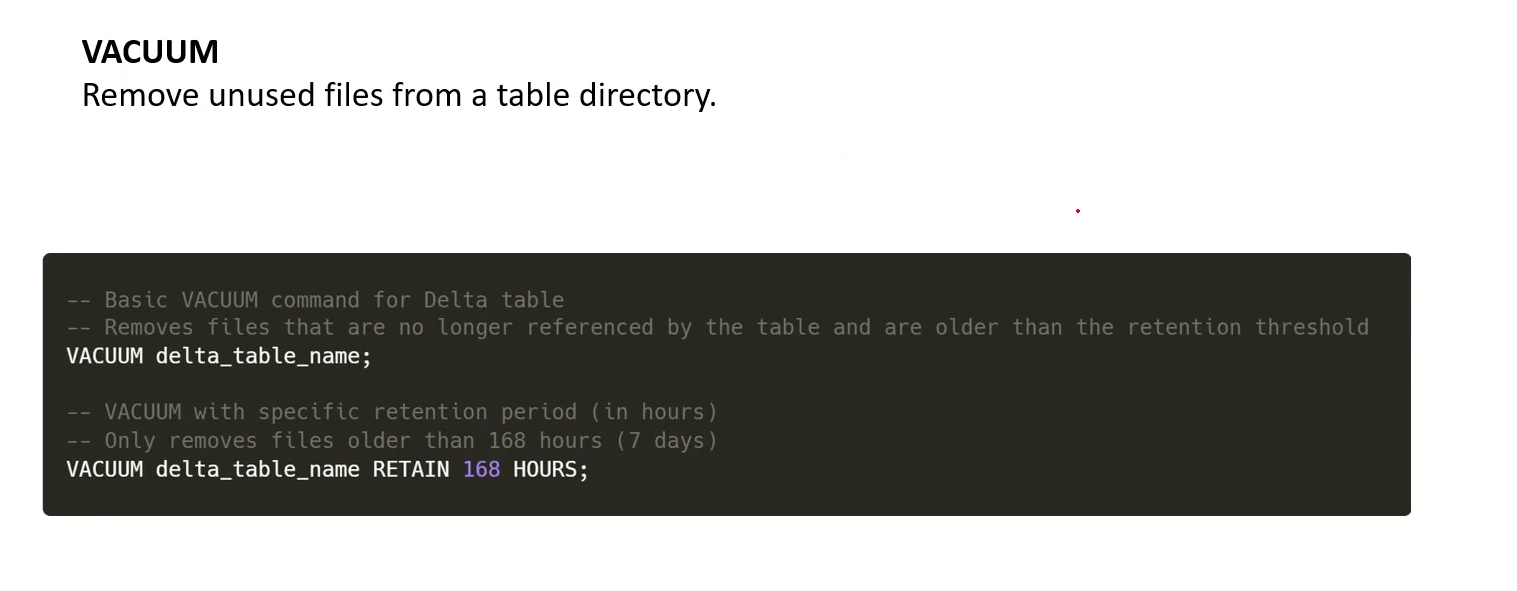 VACUUM
Remove unused files from a table directory.
-- Basic VACUUM command for Delta table
-- Removes files that are no longer referenced by the table and are older than the retention threshold
VACUUM delta_table_name;
-- VACUUM with specific retention period (in hours)
-- Only removes files older than 168 hours (7 days)
VACUUM delta_table_name RETAIN 168 HOURS;